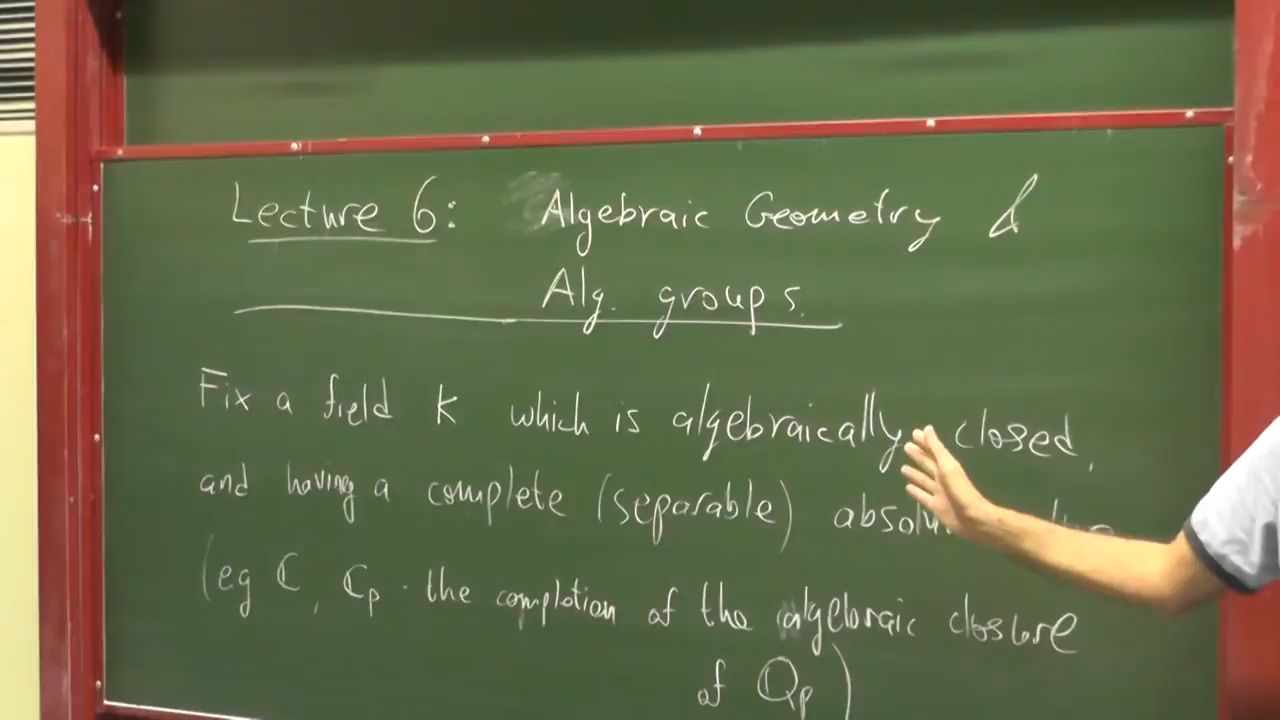 Lecture 6: Algebraic Geometry &
Alg. groups.
Fix a field K which is algebraically closed,
and having a complete (separable)
(eg ℂ, ℂp - the completion of the algebraic closure
of ℚp)